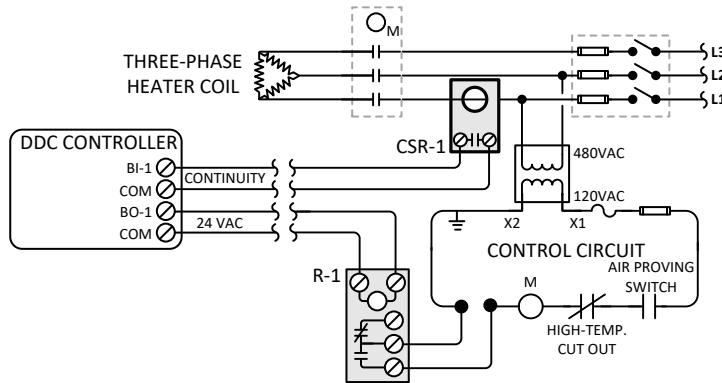 M
L3
THREE-PHASE
HEATER COIL
L2
L1
DDC CONTROLLER
CSR-1
BI-1
CONTINUITY
COM
BO-1
24 VAC
COM
480VAC
120VAC
X2
X1
CONTROL CIRCUIT
R-1
M
AIR PROVING
SWITCH
HIGH-TEMP.
CUT OUT